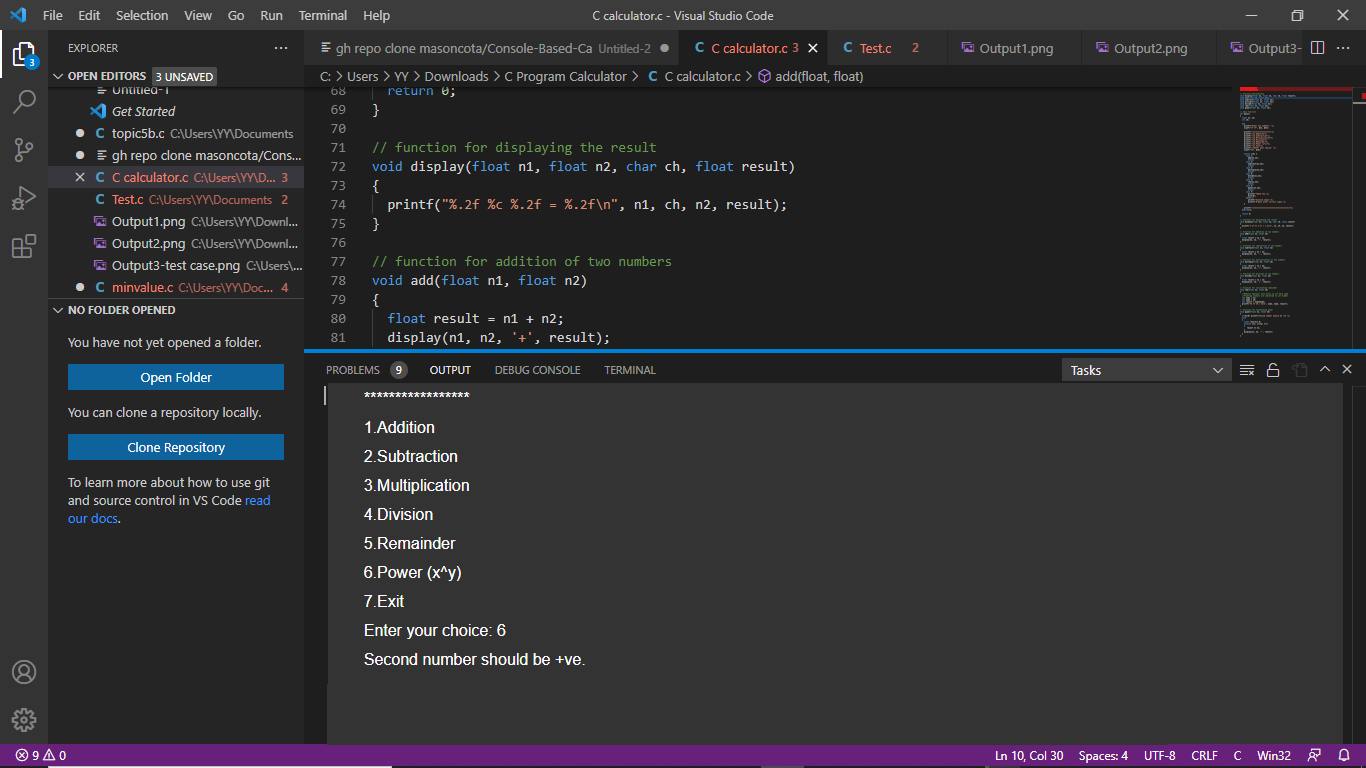 File Edit Selection View Go Run Terminal Help C calculator.c - Visual Studio Code
EXPLORER
OPEN EDITORS 3 UNSAVED
Untitled-1
Get Started
topic5b.c C:\Users\YY\Documents
gh repo clone masoncota/Cons...
C calculator.c C:\Users\YY\D... 3
Test.c C:\Users\YY\Documents 2
Output1.png C:\Users\YY\Downl...
Output2.png C:\Users\YY\Downl...
Output3-test case.png C:\Users\...
minvalue.c C:\Users\YY\Doc... 4
NO FOLDER OPENED
You have not yet opened a folder.
Open Folder
You can clone a repository locally.
Clone Repository
To learn more about how to use git
and source control in VS Code read
our docs.
3
gh repo clone masoncota/Console-Based-Ca Untitled-2
C C calculator.c 3
C Test.c 2
Output1.png
Output2.png
Output3-
C: > Users > YY > Downloads > C Program Calculator > C C calculator.c > add(float, float)
68 return 0;
69 }
70
71 // function for displaying the result
72 void display(float n1, float n2, char ch, float result)
73 {
74 printf("%.2f %c %.2f = %.2f\n", n1, ch, n2, result);
75 }
76
77 // function for addition of two numbers
78 void add(float n1, float n2)
79 {
80 float result = n1 + n2;
81 display(n1, n2, '+', result);
PROBLEMS 9 OUTPUT DEBUG CONSOLE TERMINAL Tasks
*****************
1.Addition
2.Subtraction
3.Multiplication
4.Division
5.Remainder
6.Power (x^y)
7.Exit
Enter your choice: 6
Second number should be +ve.
9 0 Ln 10, Col 30 Spaces: 4 UTF-8 CRLF C Win32